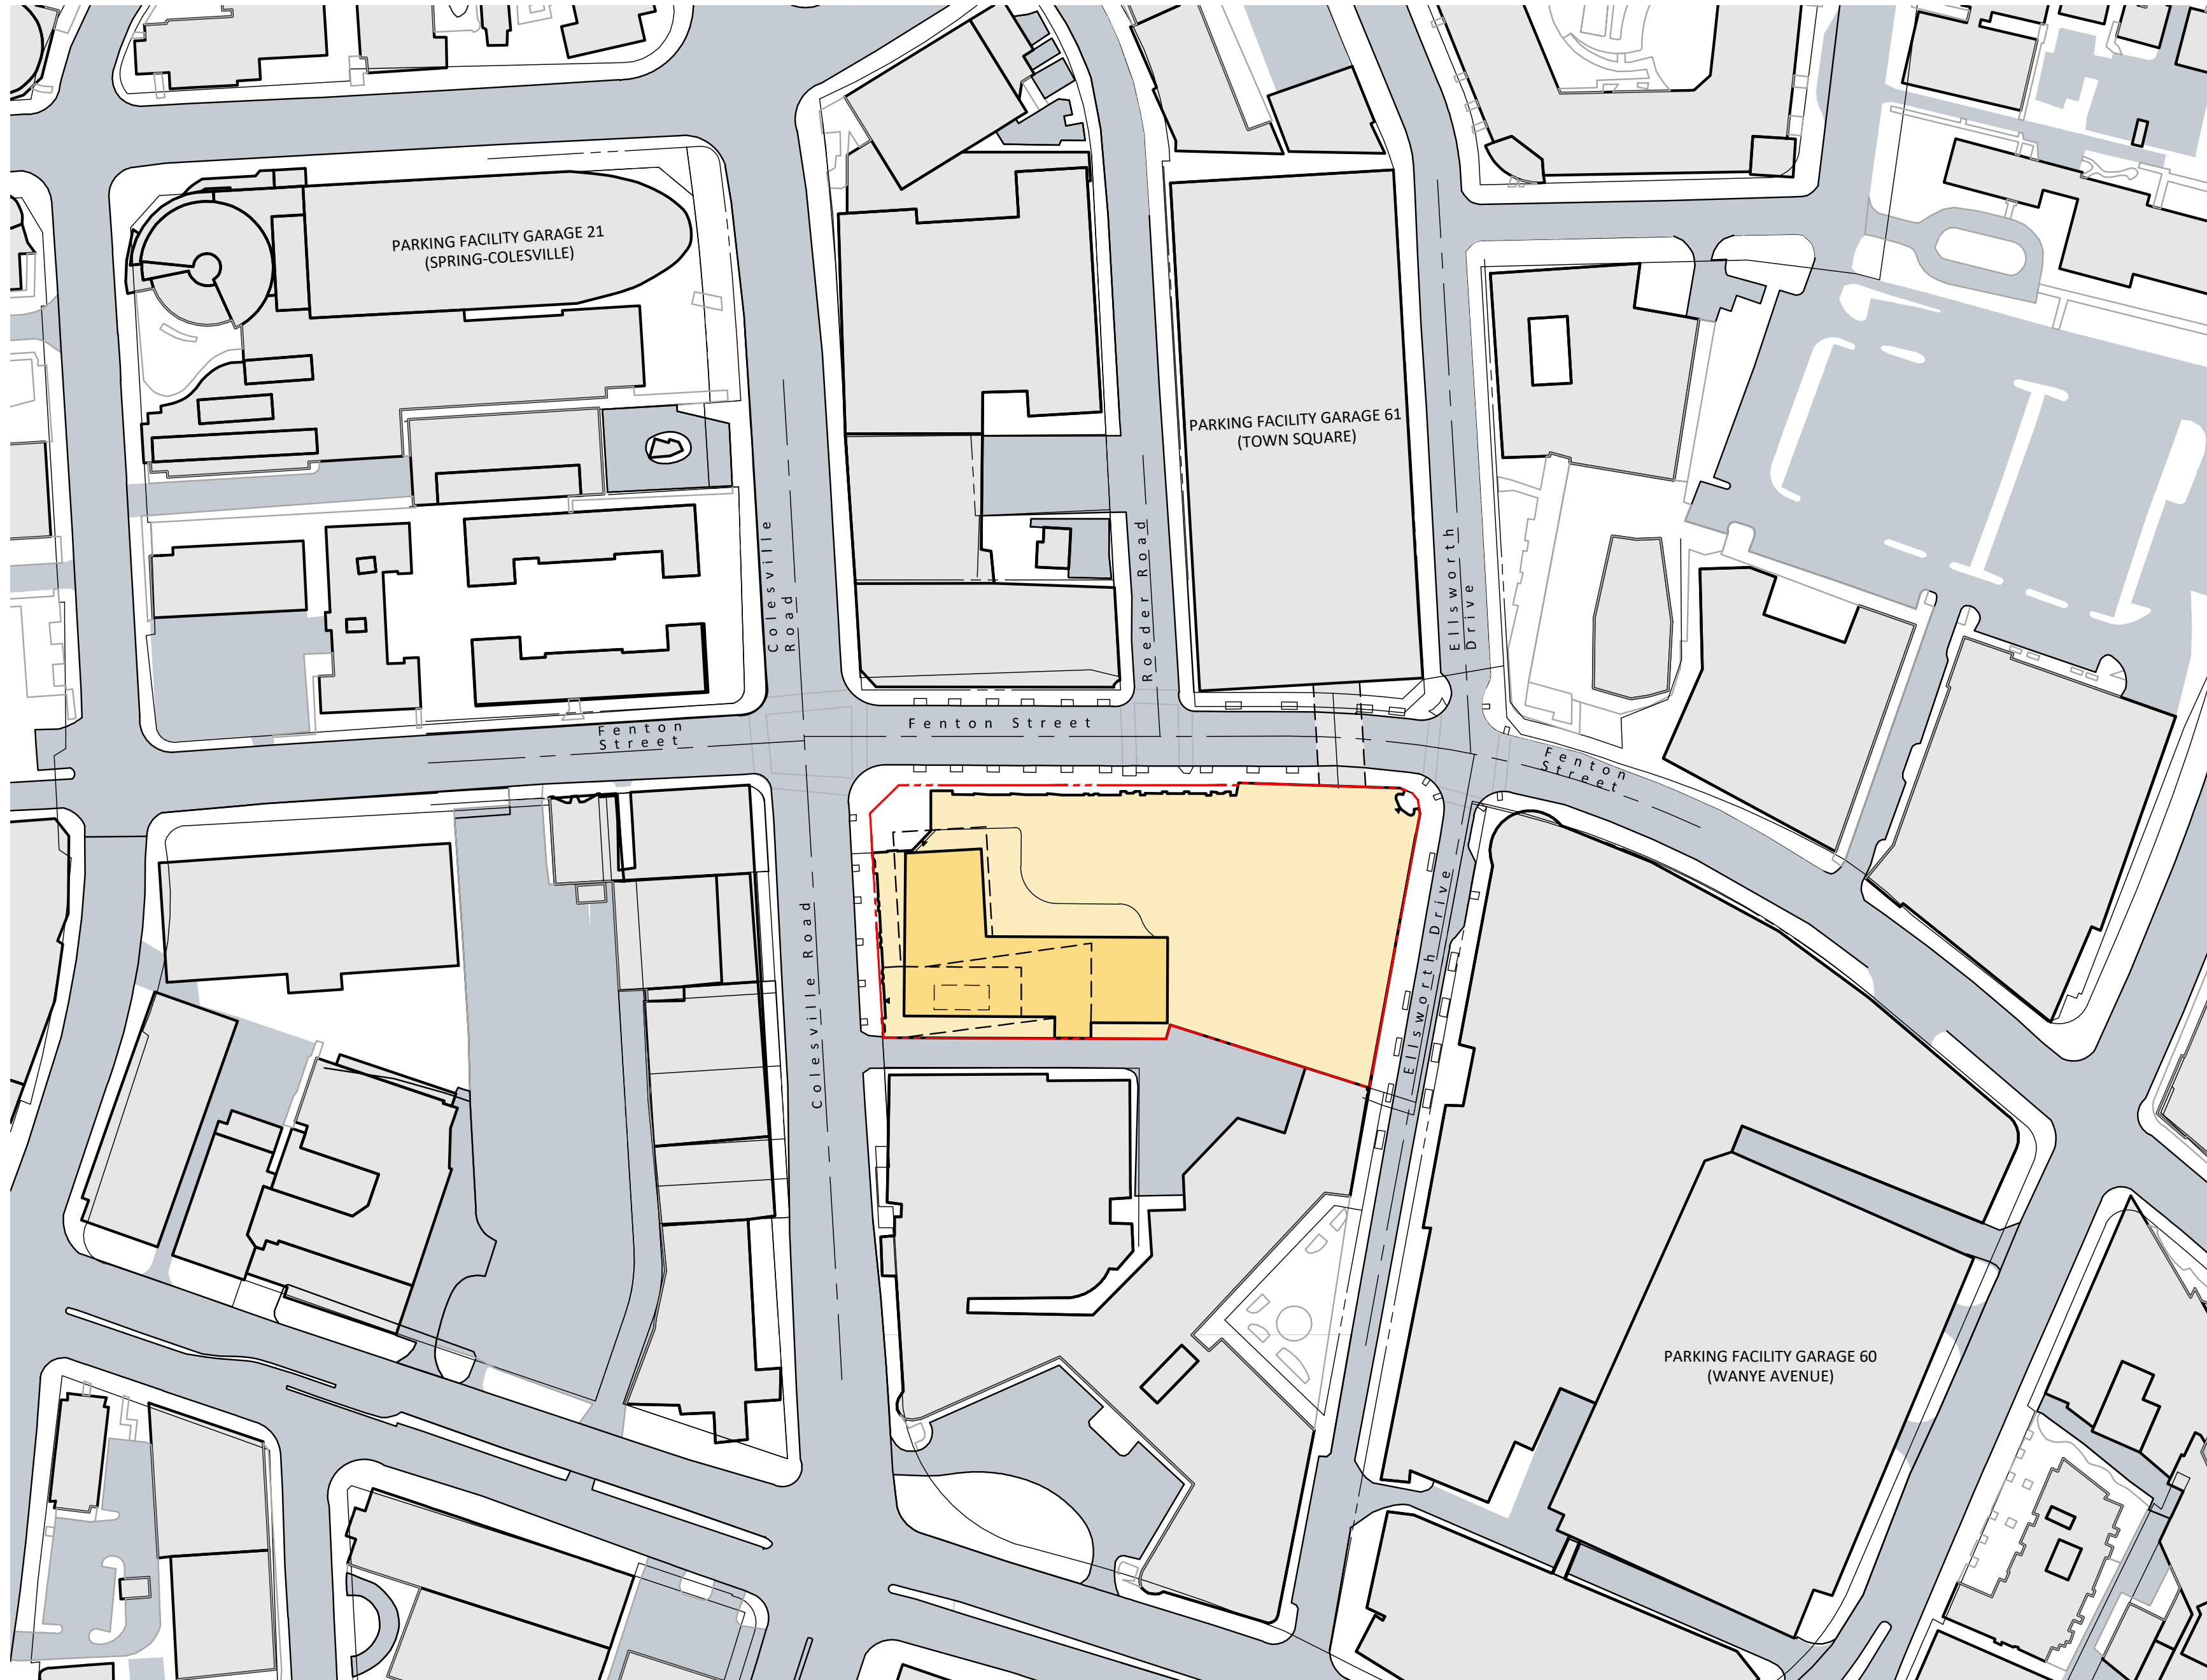 PARKING FACILITY GARAGE 21
(SPRING-COLESVILLE)
PARKING FACILITY GARAGE 61
(TOWN SQUARE)
Colesville
Road
Roeder Road
Ellsworth
Drive
Fenton
Street
Fenton Street
Fenton
Street
Colesville Road
Ellsworth Drive
PARKING FACILITY GARAGE 60
(WANYE AVENUE)